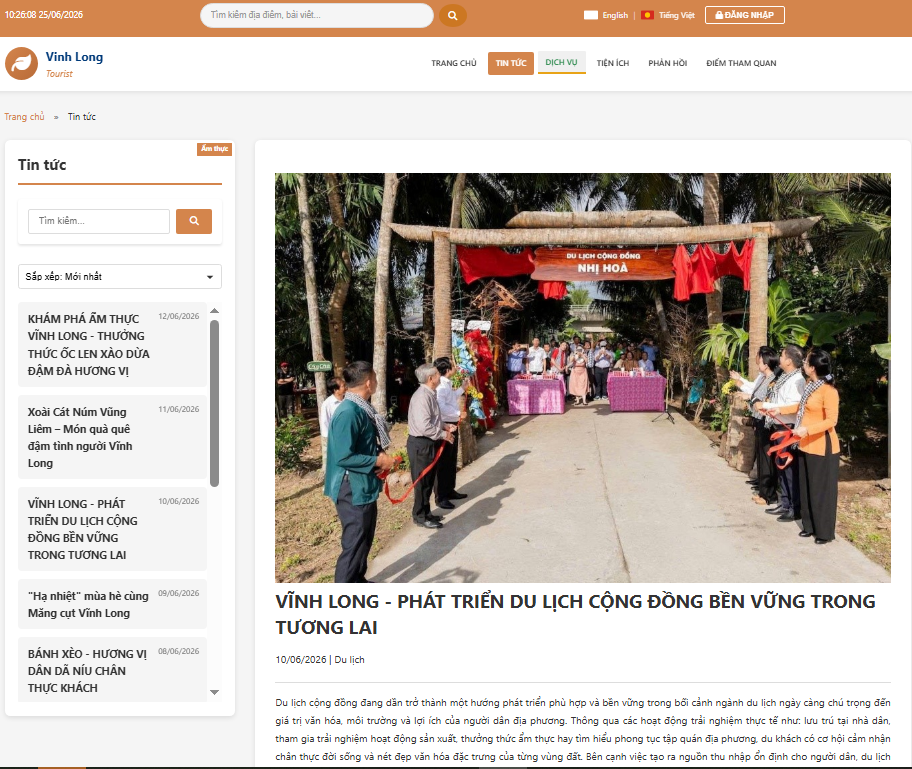 10:26:08 25/06/2026
Tìm kiếm địa điểm, bài viết...
English | Tiếng Việt
ĐĂNG NHẬP
Vĩnh Long
Tourist
TRANG CHỦ TIN TỨC DỊCH VỤ TIỆN ÍCH PHẢN HỒI ĐIỂM THAM QUAN
Trang chủ » Tin tức
Ẩm thực
Tin tức
Tìm kiếm...
Sắp xếp: Mới nhất
KHÁM PHÁ ẨM THỰC 12/06/2026
VĨNH LONG - THƯỞNG
THỨC ỐC LEN XÀO DỪA
ĐẬM ĐÀ HƯƠNG VỊ
Xoài Cát Núm Vũng 11/06/2026
Liêm – Món quà quê
đậm tình người Vĩnh
Long
VĨNH LONG - PHÁT 10/06/2026
TRIỂN DU LỊCH CỘNG
ĐỒNG BỀN VỮNG
TRONG TƯƠNG LAI
"Hạ nhiệt" mùa hè cùng 09/06/2026
Măng cụt Vĩnh Long
BÁNH XÈO - HƯƠNG VỊ 08/06/2026
DÂN DÃ NÍU CHÂN
THỰC KHÁCH
DU LỊCH CỘNG ĐỒNG
NHỊ HOÀ
VĨNH LONG - PHÁT TRIỂN DU LỊCH CỘNG ĐỒNG BỀN VỮNG TRONG
TƯƠNG LAI
10/06/2026 | Du lịch
Du lịch cộng đồng đang dần trở thành một hướng phát triển phù hợp và bền vững trong bối cảnh ngành du lịch ngày càng chú trọng đến
giá trị văn hóa, môi trường và lợi ích của người dân địa phương. Thông qua các hoạt động trải nghiệm thực tế như: lưu trú tại nhà dân,
tham gia trải nghiệm hoạt động sản xuất, thưởng thức ẩm thực hay tìm hiểu phong tục tập quán địa phương, du khách có cơ hội cảm nhận
chân thực đời sống và nét đẹp văn hóa đặc trưng của từng vùng đất. Bên cạnh việc tạo ra nguồn thu nhập ổn định cho người dân, du lịch